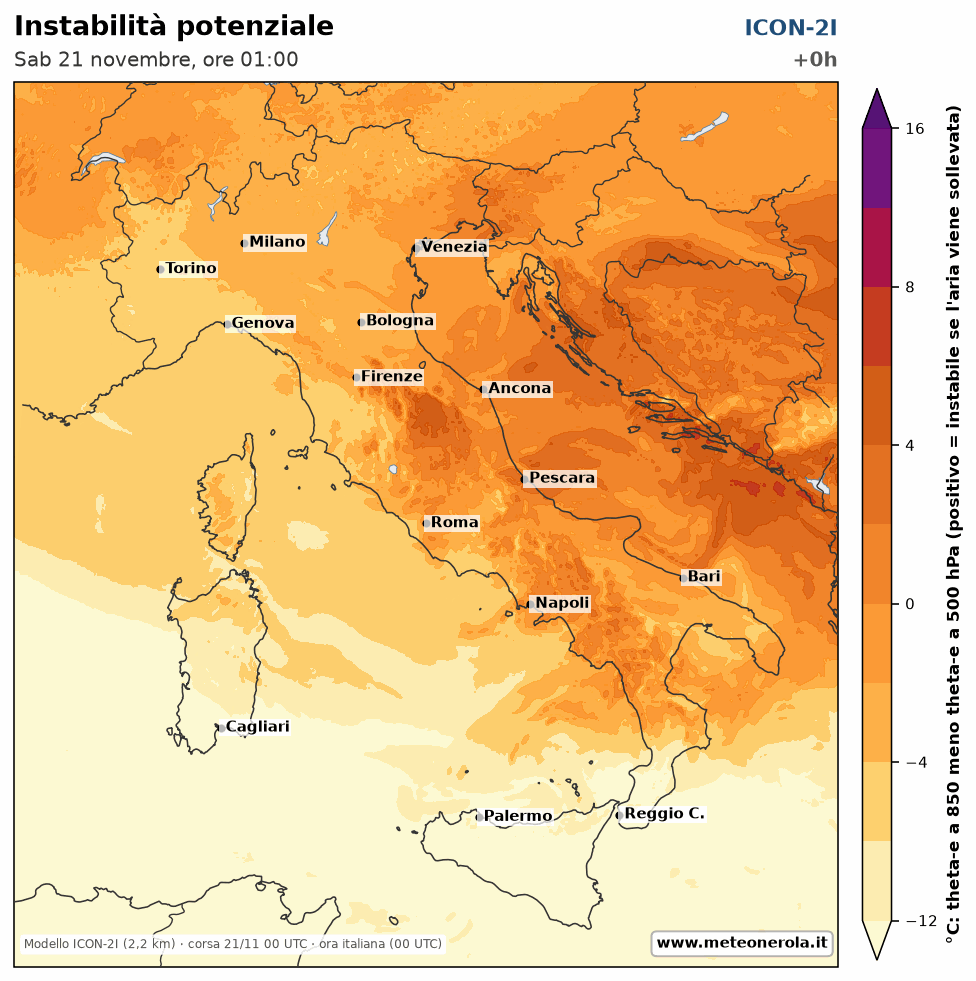 Instabilità potenziale
ICON-2I
Sab 21 novembre, ore 01:00
+0h
16
8
4
0
−4
−12
°C: theta-e a 850 meno theta-e a 500 hPa (positivo = instabile se l'aria viene sollevata)
Milano
Venezia
Torino
Genova
Bologna
Firenze
Ancona
Pescara
Roma
Bari
Napoli
Cagliari
Palermo
Reggio C.
Modello ICON-2I (2,2 km) · corsa 21/11 00 UTC · ora italiana (00 UTC)
www.meteonerola.it